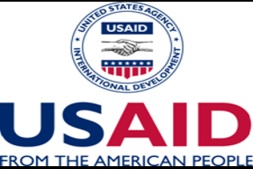 UNITED STATES AGENCY
USAID
INTERNATIONAL DEVELOPMENT
USAID
FROM THE AMERICAN PEOPLE